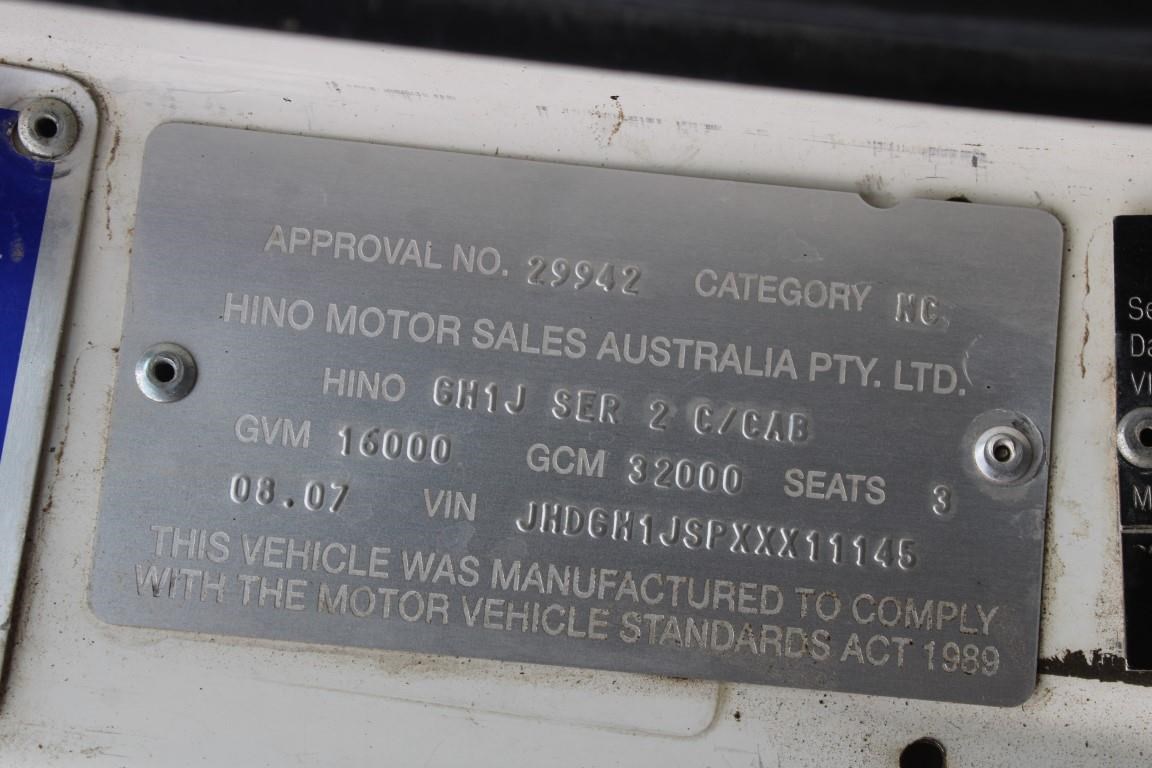 APPROVAL NO. 29942 CATEGORY NC
HINO MOTOR SALES AUSTRALIA PTY. LTD.
HINO GH1J SER 2 C/CAB
GVM 16000 GCM 32000 SEATS 3
08.07 VIN JHDGH1JSPXXX11145
THIS VEHICLE WAS MANUFACTURED TO COMPLY
WITH THE MOTOR VEHICLE STANDARDS ACT 1989